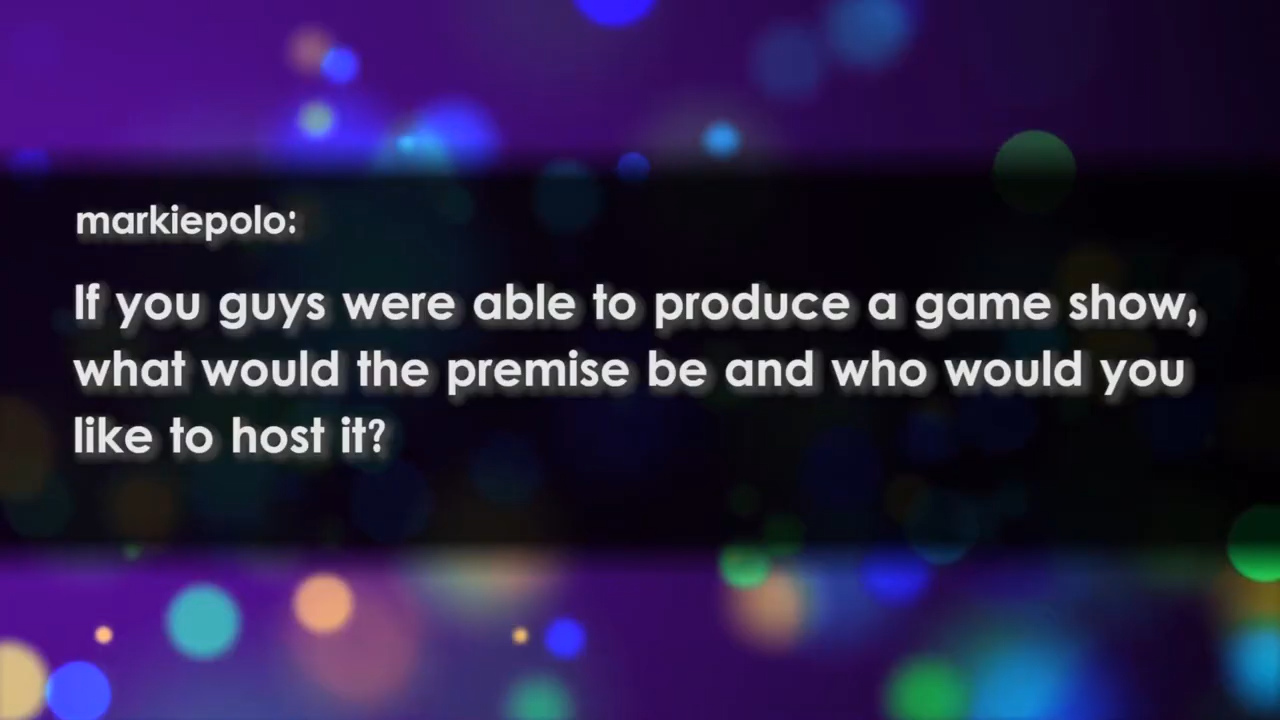 markiepolo:
If you guys were able to produce a game show,
what would the premise be and who would you
like to host it?